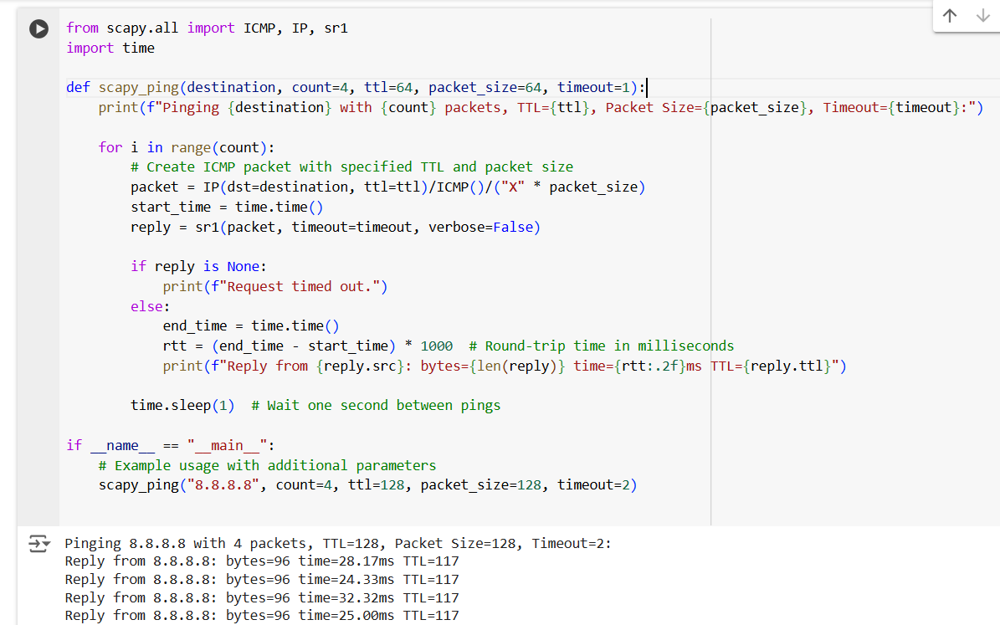 from scapy.all import ICMP, IP, sr1
import time
def scapy_ping(destination, count=4, ttl=64, packet_size=64, timeout=1):
    print(f"Pinging {destination} with {count} packets, TTL={ttl}, Packet Size={packet_size}, Timeout={timeout}:")
    for i in range(count):
        # Create ICMP packet with specified TTL and packet size
        packet = IP(dst=destination, ttl=ttl)/ICMP()/("X" * packet_size)
        start_time = time.time()
        reply = sr1(packet, timeout=timeout, verbose=False)
        if reply is None:
            print(f"Request timed out.")
        else:
            end_time = time.time()
            rtt = (end_time - start_time) * 1000  # Round-trip time in milliseconds
            print(f"Reply from {reply.src}: bytes={len(reply)} time={rtt:.2f}ms TTL={reply.ttl}")
        time.sleep(1)  # Wait one second between pings
if __name__ == "__main__":
    # Example usage with additional parameters
    scapy_ping("8.8.8.8", count=4, ttl=128, packet_size=128, timeout=2)
Pinging 8.8.8.8 with 4 packets, TTL=128, Packet Size=128, Timeout=2:
Reply from 8.8.8.8: bytes=96 time=28.17ms TTL=117
Reply from 8.8.8.8: bytes=96 time=24.33ms TTL=117
Reply from 8.8.8.8: bytes=96 time=32.32ms TTL=117
Reply from 8.8.8.8: bytes=96 time=25.00ms TTL=117